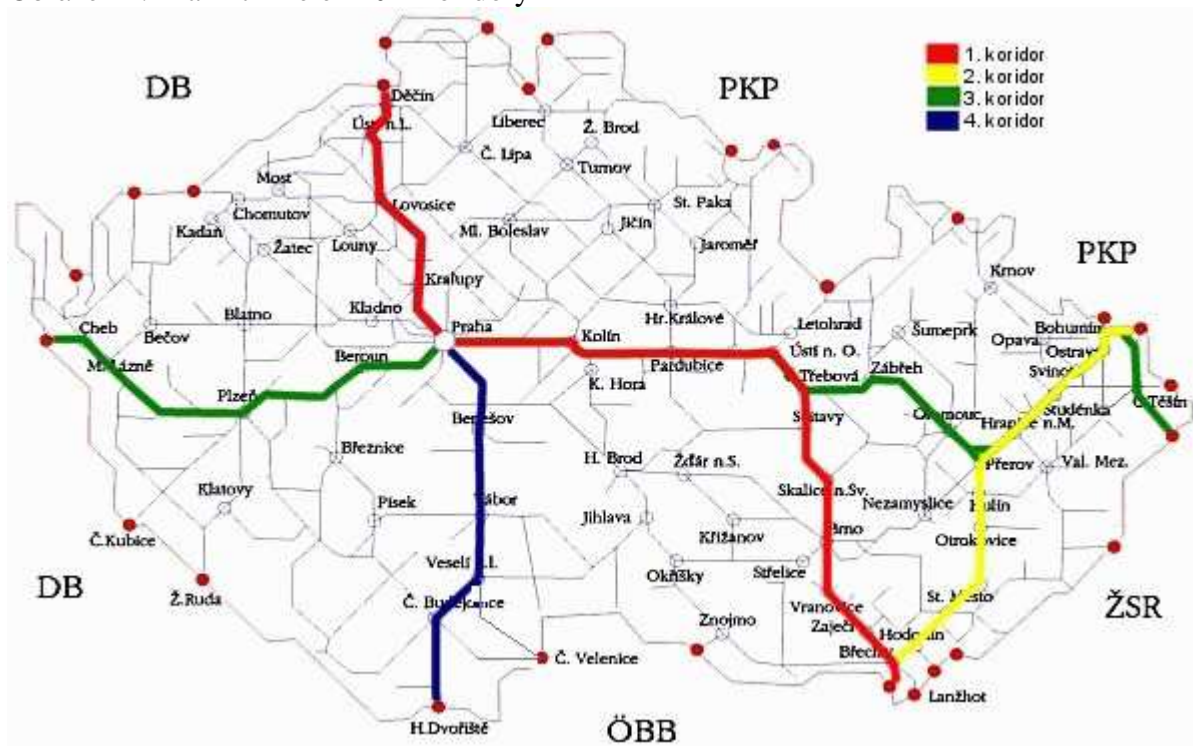 DB
PKP
1. koridor
2. koridor
3. koridor
4. koridor
Děčín
Ústí n.L.
Liberec
Ž. Brod
Č. Lípa
Turnov
Most
Chomutov
Lovosice
St. Paka
Kadaň
Žatec
Louny
Ml. Boleslav
Jičín
Jaroměř
Kralupy
PKP
Krnov
Cheb
Bečov
Blatno
Kladno
Praha
Kolín
Hr.Králové
Letohrad
Šumeprk
Bohumín
Opava
Ostrava
M. Lázně
Beroun
Pardubice
Ústí n. O.
Zábřeh
Svinov
Plzeň
K. Hora
Třebová
Studénka
Č.Těšín
Benešov
Svitavy
Olomouc
Hranice n.M.
Březnice
H. Brod
Žďár n.S.
Přerov
Val. Mez.
Klatovy
Písek
Tábor
Jihlava
Skalice n.Sv.
Nezamyslice
Hulín
Č.Kubice
Křižanov
Brno
Otrokovice
DB
Ž.Ruda
Veselí n.l.
Okříšky
Střelice
Č. Budějovice
Znojmo
Vranovice
St. Město
ŽSR
Zaječí
Hodonín
Č. Velenice
Břeclav
Lanžhot
H.Dvořiště
ÖBB